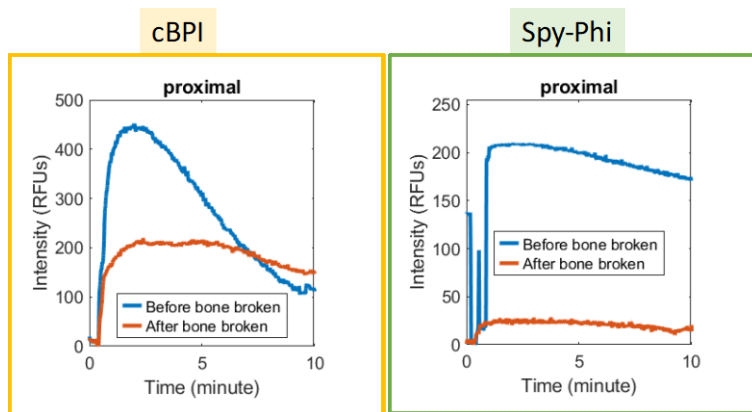 cBPI
proximal
500
400
300
200
100
0
Intensity (RFUs)
Before bone broken
After bone broken
0
5
10
Time (minute)
Spy-Phi
proximal
250
200
150
100
50
0
Intensity (RFUs)
Before bone broken
After bone broken
0
5
10
Time (minute)